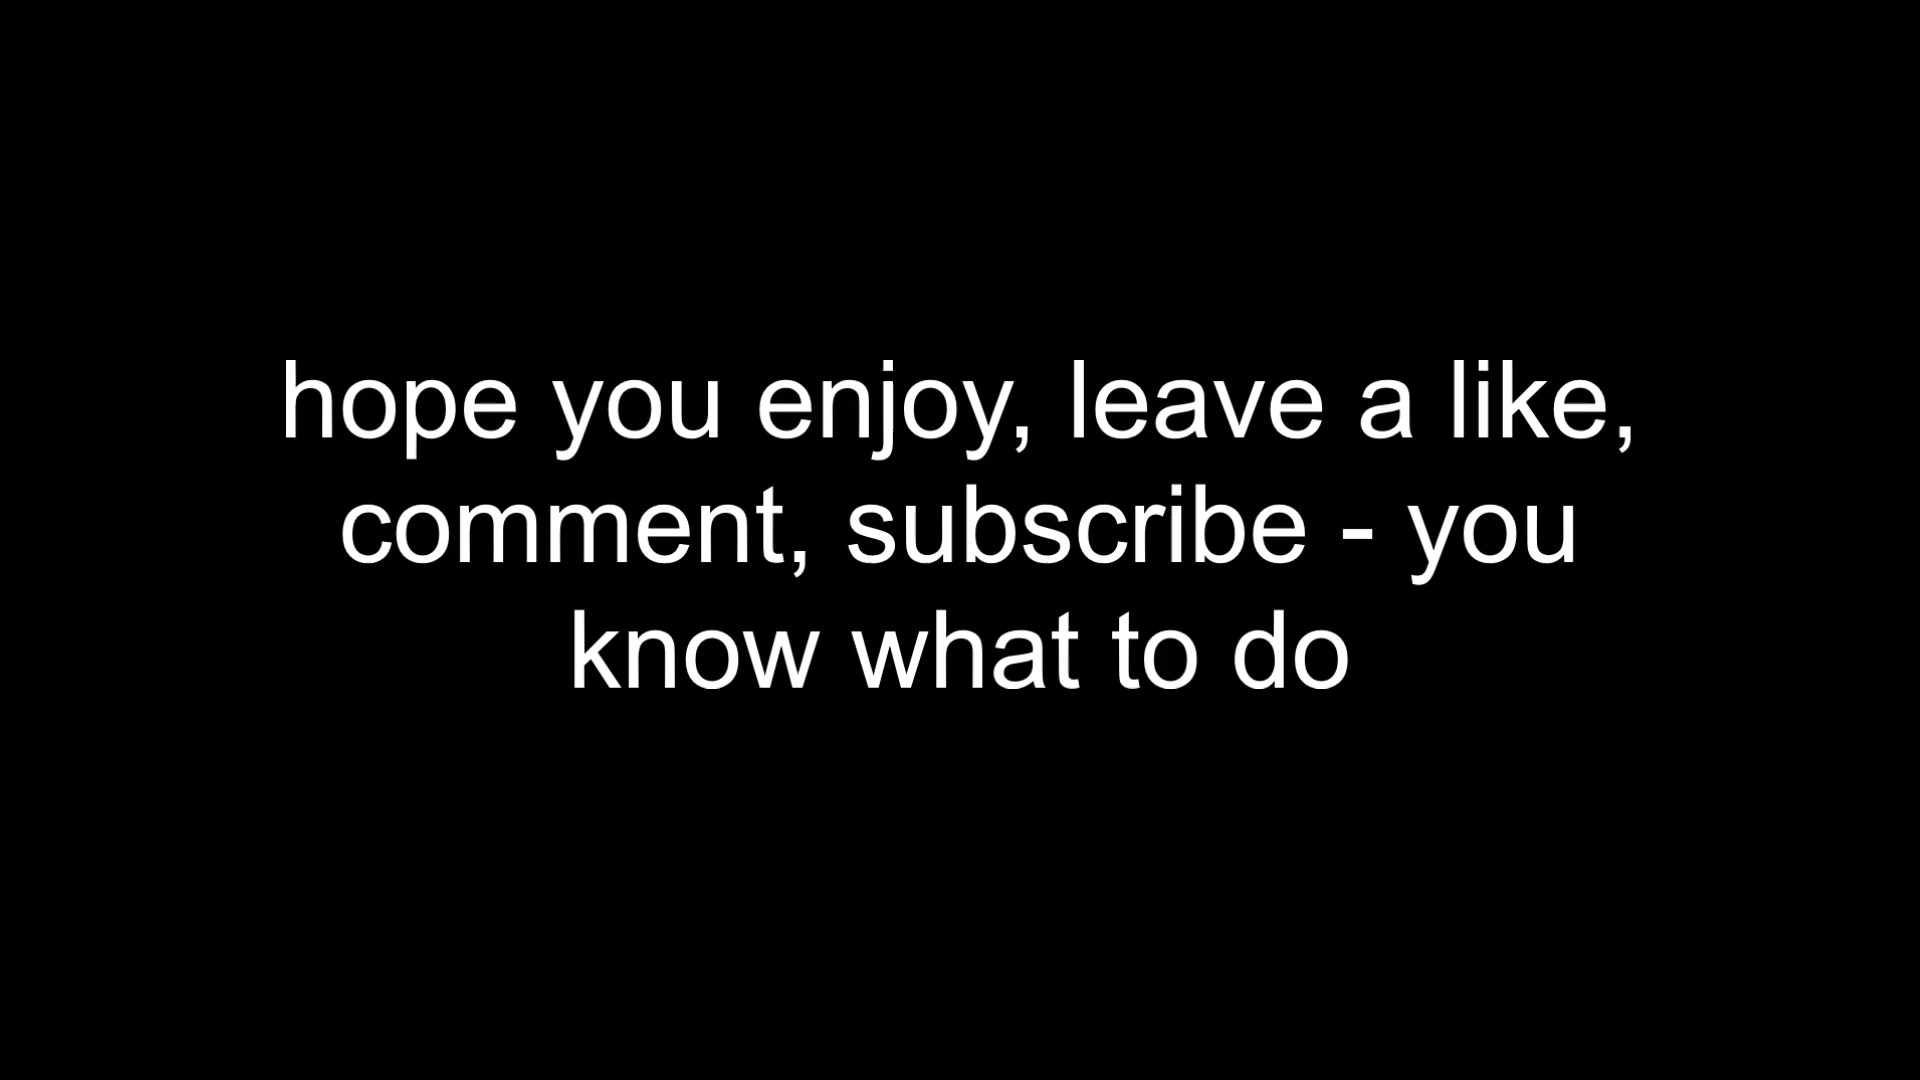 hope you enjoy, leave a like,
comment, subscribe - you
know what to do